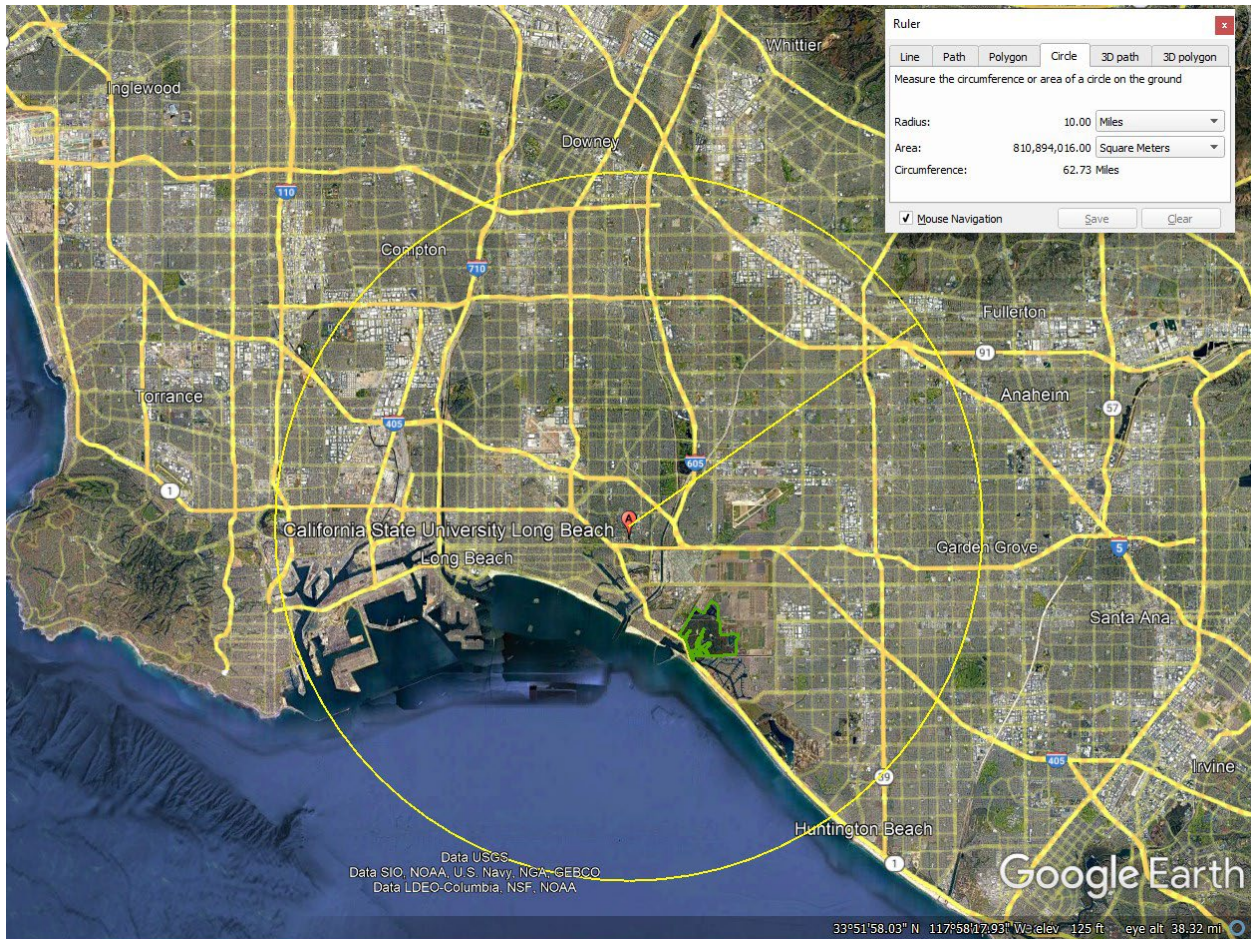 Ruler
x
Line Path Polygon Circle 3D path 3D polygon
Measure the circumference or area of a circle on the ground
Radius: 10.00 Miles
Area: 810,894,016.00 Square Meters
Circumference: 62.73 Miles
Mouse Navigation Save Clear
Whittier
Inglewood
Downey
110
Compton
710
Fullerton
91
Anaheim
Torrance
57
405
605
1
A
California State University Long Beach
Garden Grove
5
Long Beach
Santa Ana
405
Irvine
39
Huntington Beach
1
Data USGS
Data SIO, NOAA, U.S. Navy, NGA, GEBCO
Data LDEO-Columbia, NSF, NOAA
Google Earth
33°51'58.03" N 117°58'17.93" W elev 125 ft eye alt 38.32 mi